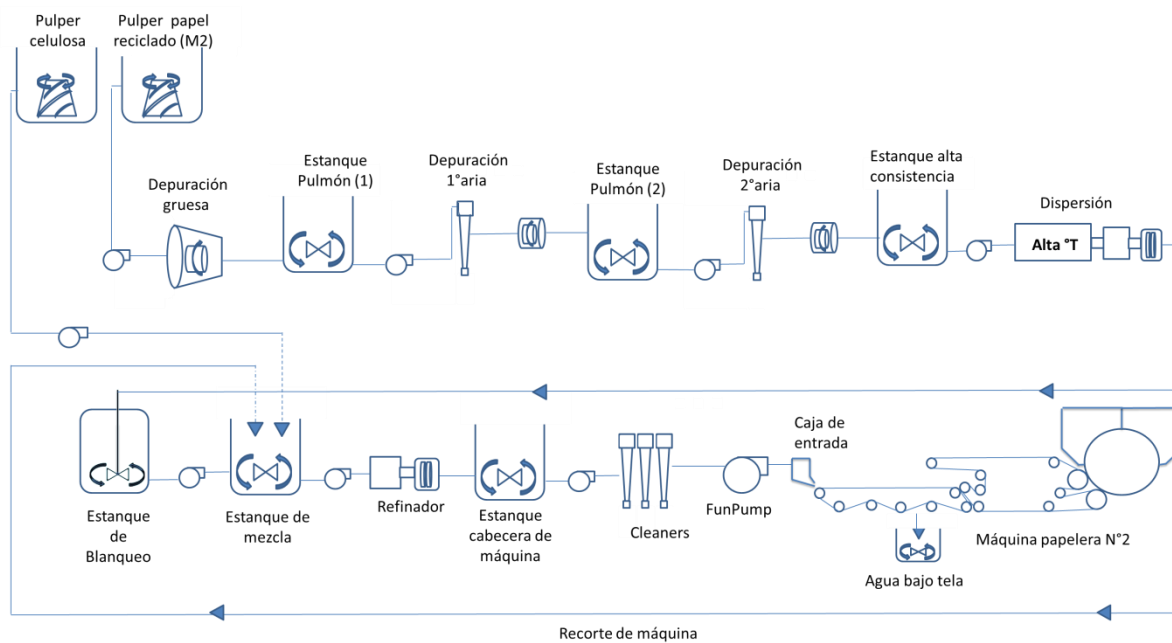 Pulper
celulosa
Pulper papel
reciclado (M2)
Depuración
gruesa
Estanque
Pulmón (1)
Depuración
1°aria
Estanque
Pulmón (2)
Depuración
2°aria
Estanque alta
consistencia
Dispersión
Alta °T
Estanque
de
Blanqueo
Estanque de
mezcla
Refinador
Estanque
cabecera de
máquina
Cleaners
FunPump
Caja de
entrada
Agua bajo tela
Máquina papelera N°2
Recorte de máquina